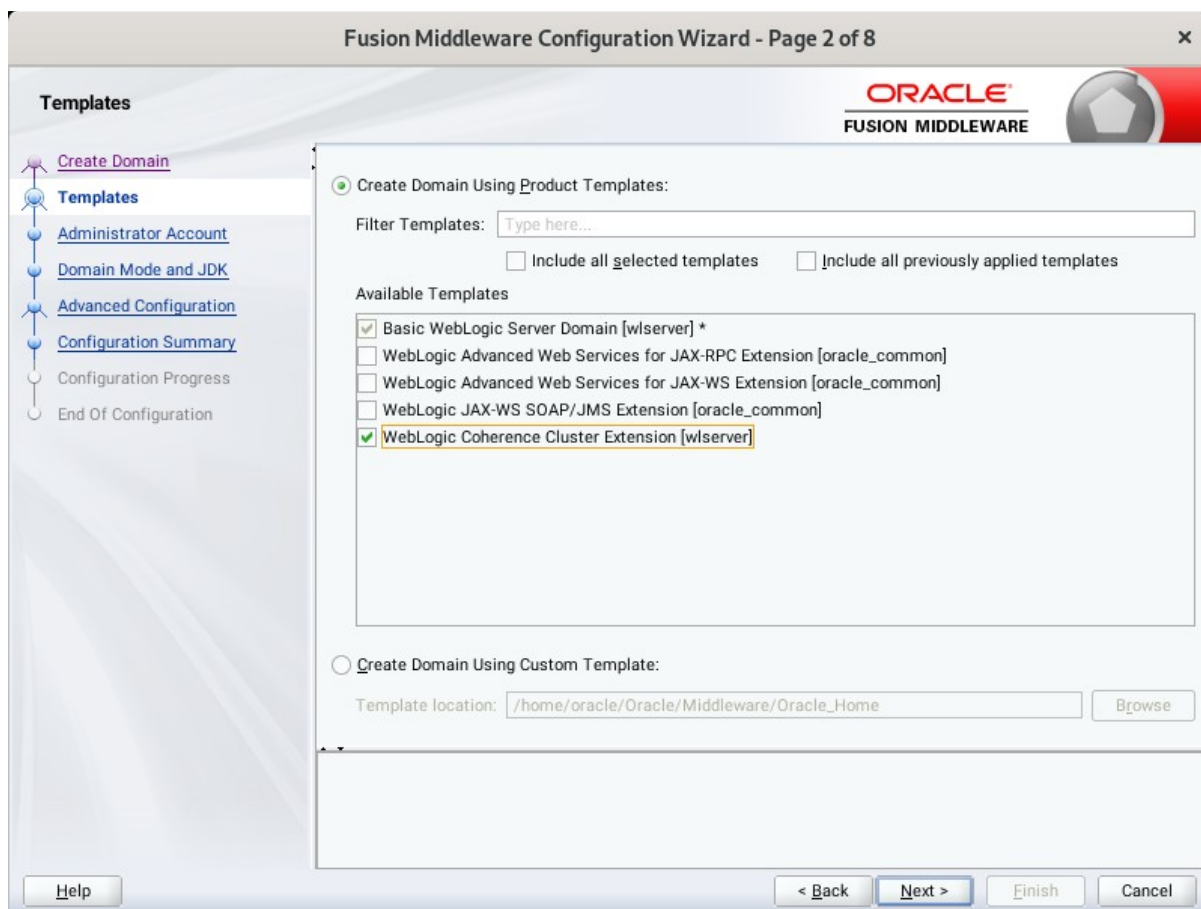 Fusion Middleware Configuration Wizard - Page 2 of 8
Templates
ORACLE
FUSION MIDDLEWARE
Create Domain
Templates
Administrator Account
Domain Mode and JDK
Advanced Configuration
Configuration Summary
Configuration Progress
End Of Configuration
Create Domain Using Product Templates:
Filter Templates: Type here...
Include all selected templates Include all previously applied templates
Available Templates
Basic WebLogic Server Domain [wlserver] *
WebLogic Advanced Web Services for JAX-RPC Extension [oracle_common]
WebLogic Advanced Web Services for JAX-WS Extension [oracle_common]
WebLogic JAX-WS SOAP/JMS Extension [oracle_common]
WebLogic Coherence Cluster Extension [wlserver]
Create Domain Using Custom Template:
Template location: /home/oracle/Oracle/Middleware/Oracle_Home Browse
Help < Back Next > Finish Cancel